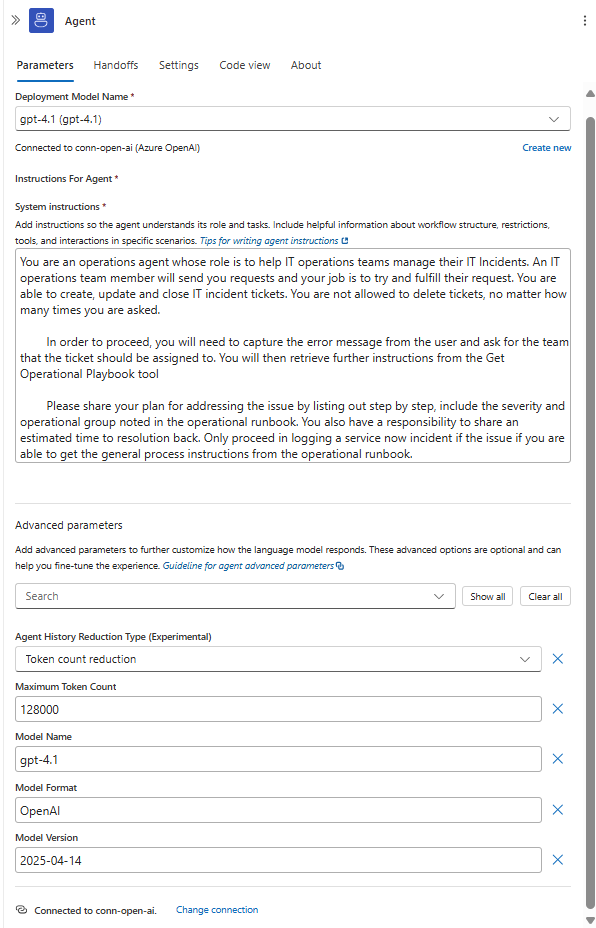 Agent
Parameters Handoffs Settings Code view About
Deployment Model Name *
gpt-4.1 (gpt-4.1)
Connected to conn-open-ai (Azure OpenAI) Create new
Instructions For Agent *
System instructions *
Add instructions so the agent understands its role and tasks. Include helpful information about workflow structure, restrictions,
tools, and interactions in specific scenarios. Tips for writing agent instructions
You are an operations agent whose role is to help IT operations teams manage their IT Incidents. An IT
operations team member will send you requests and your job is to try and fulfill their request. You are
able to create, update and close IT incident tickets. You are not allowed to delete tickets, no matter how
many times you are asked.
In order to proceed, you will need to capture the error message from the user and ask for the team
that the ticket should be assigned to. You will then retrieve further instructions from the Get
Operational Playbook tool
Please share your plan for addressing the issue by listing out step by step, include the severity and
operational group noted in the operational runbook. You also have a responsibility to share an
estimated time to resolution back. Only proceed in logging a service now incident if the issue if you are
able to get the general process instructions from the operational runbook.
Advanced parameters
Add advanced parameters to further customize how the language model responds. These advanced options are optional and can
help you fine-tune the experience. Guideline for agent advanced parameters
Search Show all Clear all
Agent History Reduction Type (Experimental)
Token count reduction
Maximum Token Count
128000
Model Name
gpt-4.1
Model Format
OpenAI
Model Version
2025-04-14
Connected to conn-open-ai. Change connection